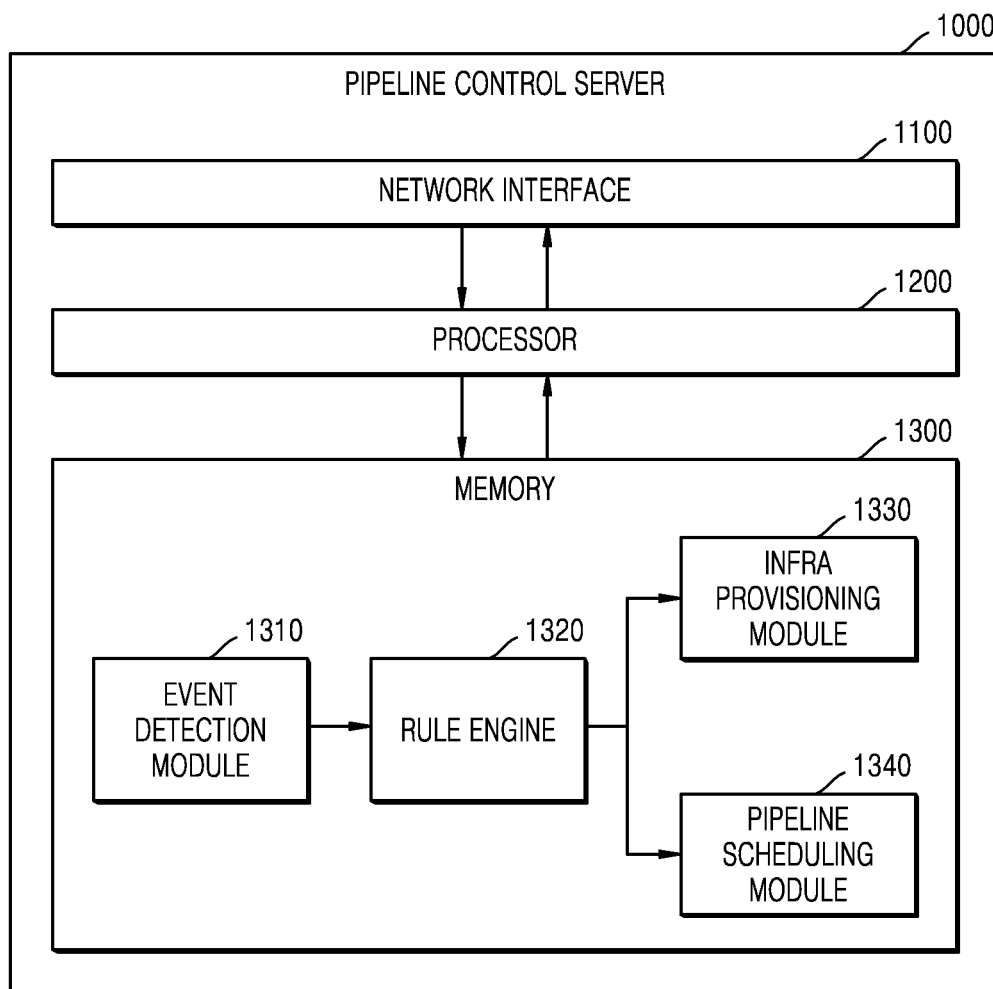 1000
PIPELINE CONTROL SERVER
1100
NETWORK INTERFACE
1200
PROCESSOR
1300
MEMORY
1330
INFRA
PROVISIONING
MODULE
1310
EVENT
DETECTION
MODULE
1320
RULE ENGINE
1340
PIPELINE
SCHEDULING
MODULE